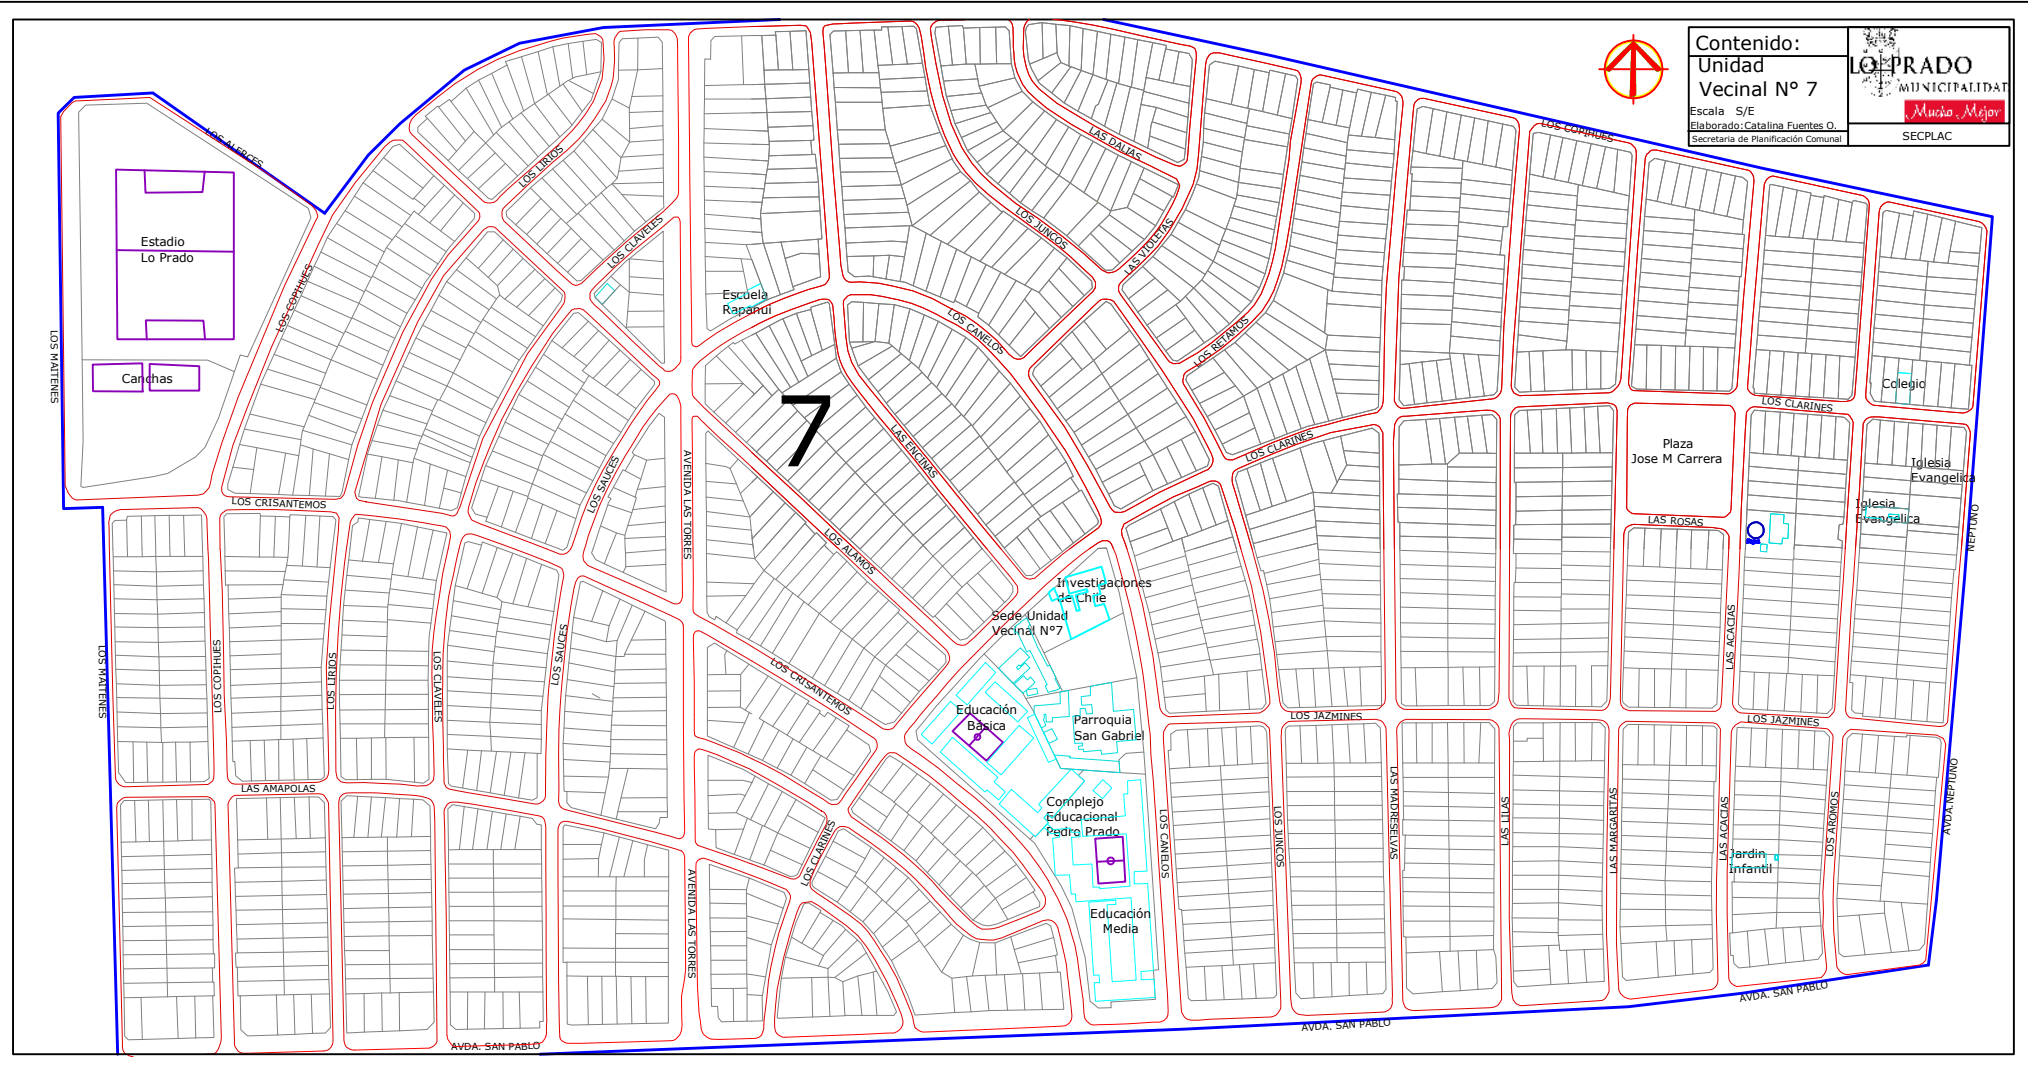 Contenido:
Unidad
Vecinal N° 7
Escala   S/E
Elaborado:Catalina Fuentes O.
Secretaria de Planificación Comunal
LO PRADO
MUNICIPALIDAD
Mucho Mejor
SECPLAC
LOS ALERCES
LOS COPIHUES
LOS LIRIOS
LAS DALIAS
LOS CLAVELES
LOS JUNCOS
LAS VIOLETAS
Estadio
Lo Prado
LOS COPIHUES
Escuela
Rapanui
LOS CANELOS
LOS RETAMOS
LOS MAITENES
Canchas
Colegio
LOS CLARINES
7
LAS ENCINAS
LOS CLARINES
Plaza
Jose M Carrera
Iglesia
Evangelica
LOS SAUCES
AVENIDA LAS TORRES
LOS CRISANTEMOS
Iglesia
Evangelica
LAS ROSAS
NEPTUNO
LOS ALAMOS
Investigaciones
de Chile
Sede Unidad
Vecinal N°7
LOS MAITENES
LOS COPIHUES
LOS LIRIOS
LOS CLAVELES
LOS SAUCES
LOS CRISANTEMOS
LAS ACACIAS
Educación
Básica
Parroquia
San Gabriel
LOS JAZMINES
LOS JAZMINES
LAS AMAPOLAS
Complejo
Educacional
Pedro Prado
LOS CLARINES
LOS CANELOS
LOS JUNCOS
LAS MADRESELVAS
LAS LILAS
LAS MARGARITAS
LAS ACACIAS
LOS AROMOS
AVDA.NEPTUNO
Jardin
Infantil
AVENIDA LAS TORRES
Educación
Media
AVDA. SAN PABLO
AVDA. SAN PABLO
AVDA. SAN PABLO